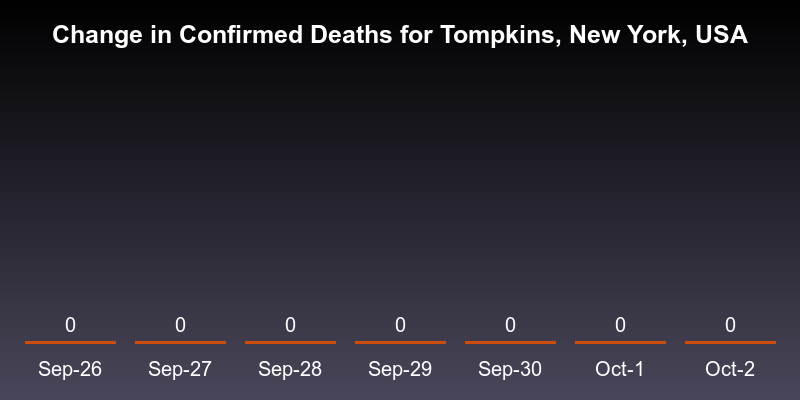 Change in Confirmed Deaths for Tompkins, New York, USA
0 0 0 0 0 0 0
Sep-26 Sep-27 Sep-28 Sep-29 Sep-30 Oct-1 Oct-2